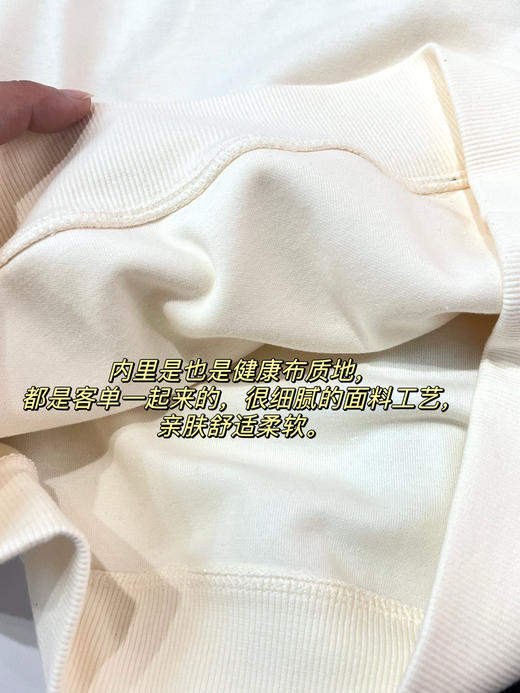 内里是也是健康布质地,
都是客单一起来的，很细腻的面料工艺,
亲肤舒适柔软。